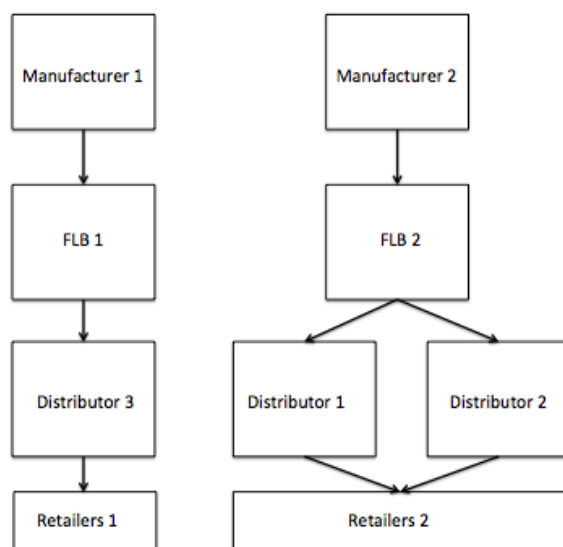 Manufacturer 1
Manufacturer 2
FLB 1
FLB 2
Distributor 3
Distributor 1
Distributor 2
Retailers 1
Retailers 2